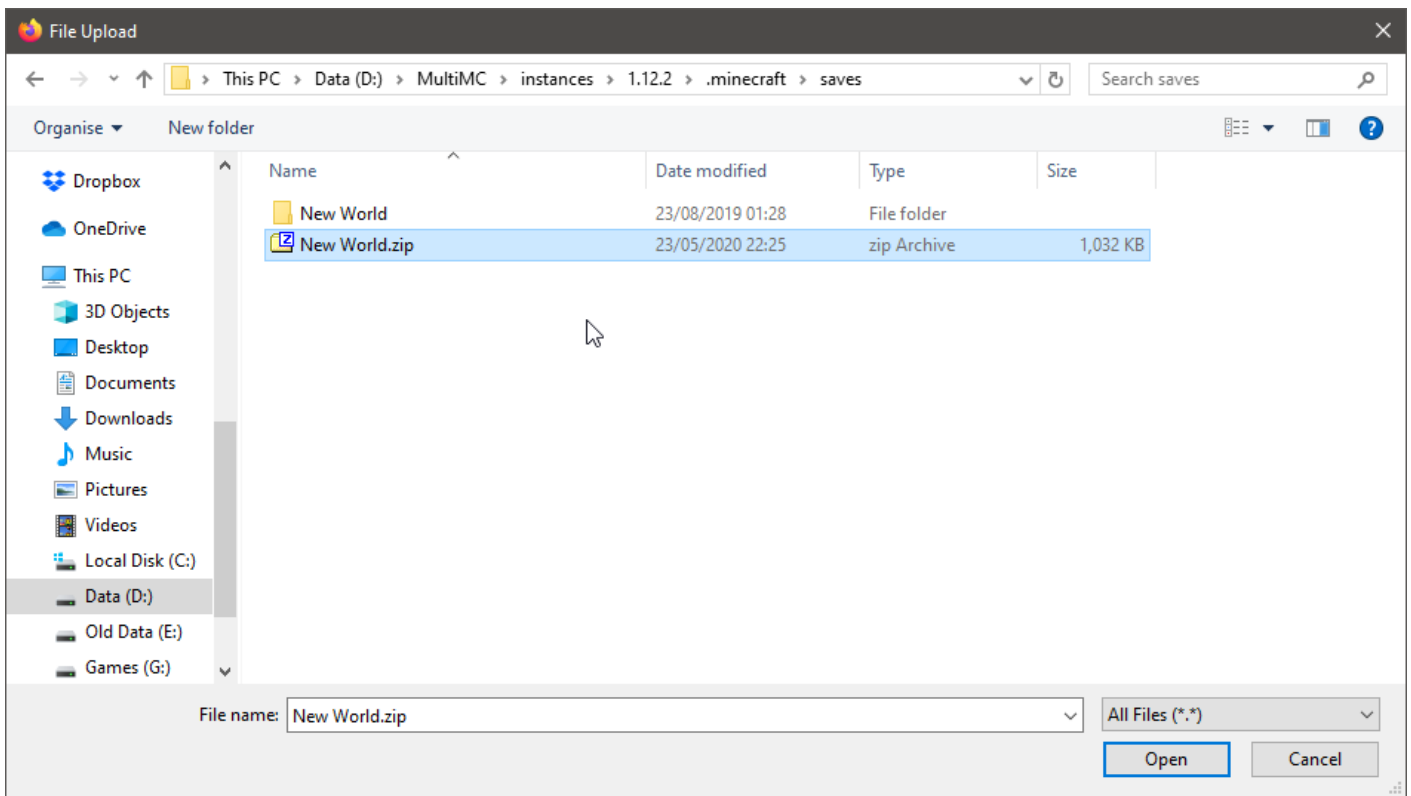 File Upload
This PC > Data (D:) > MultiMC > instances > 1.12.2 > .minecraft > saves
Search saves
Organise
New folder
Name Date modified Type Size
Dropbox
OneDrive
This PC
3D Objects
Desktop
Documents
Downloads
Music
Pictures
Videos
Local Disk (C:)
Data (D:)
Old Data (E:)
Games (G:)
New World 23/08/2019 01:28 File folder
New World.zip 23/05/2020 22:25 zip Archive 1,032 KB
File name: New World.zip
All Files (*.*)
Open
Cancel